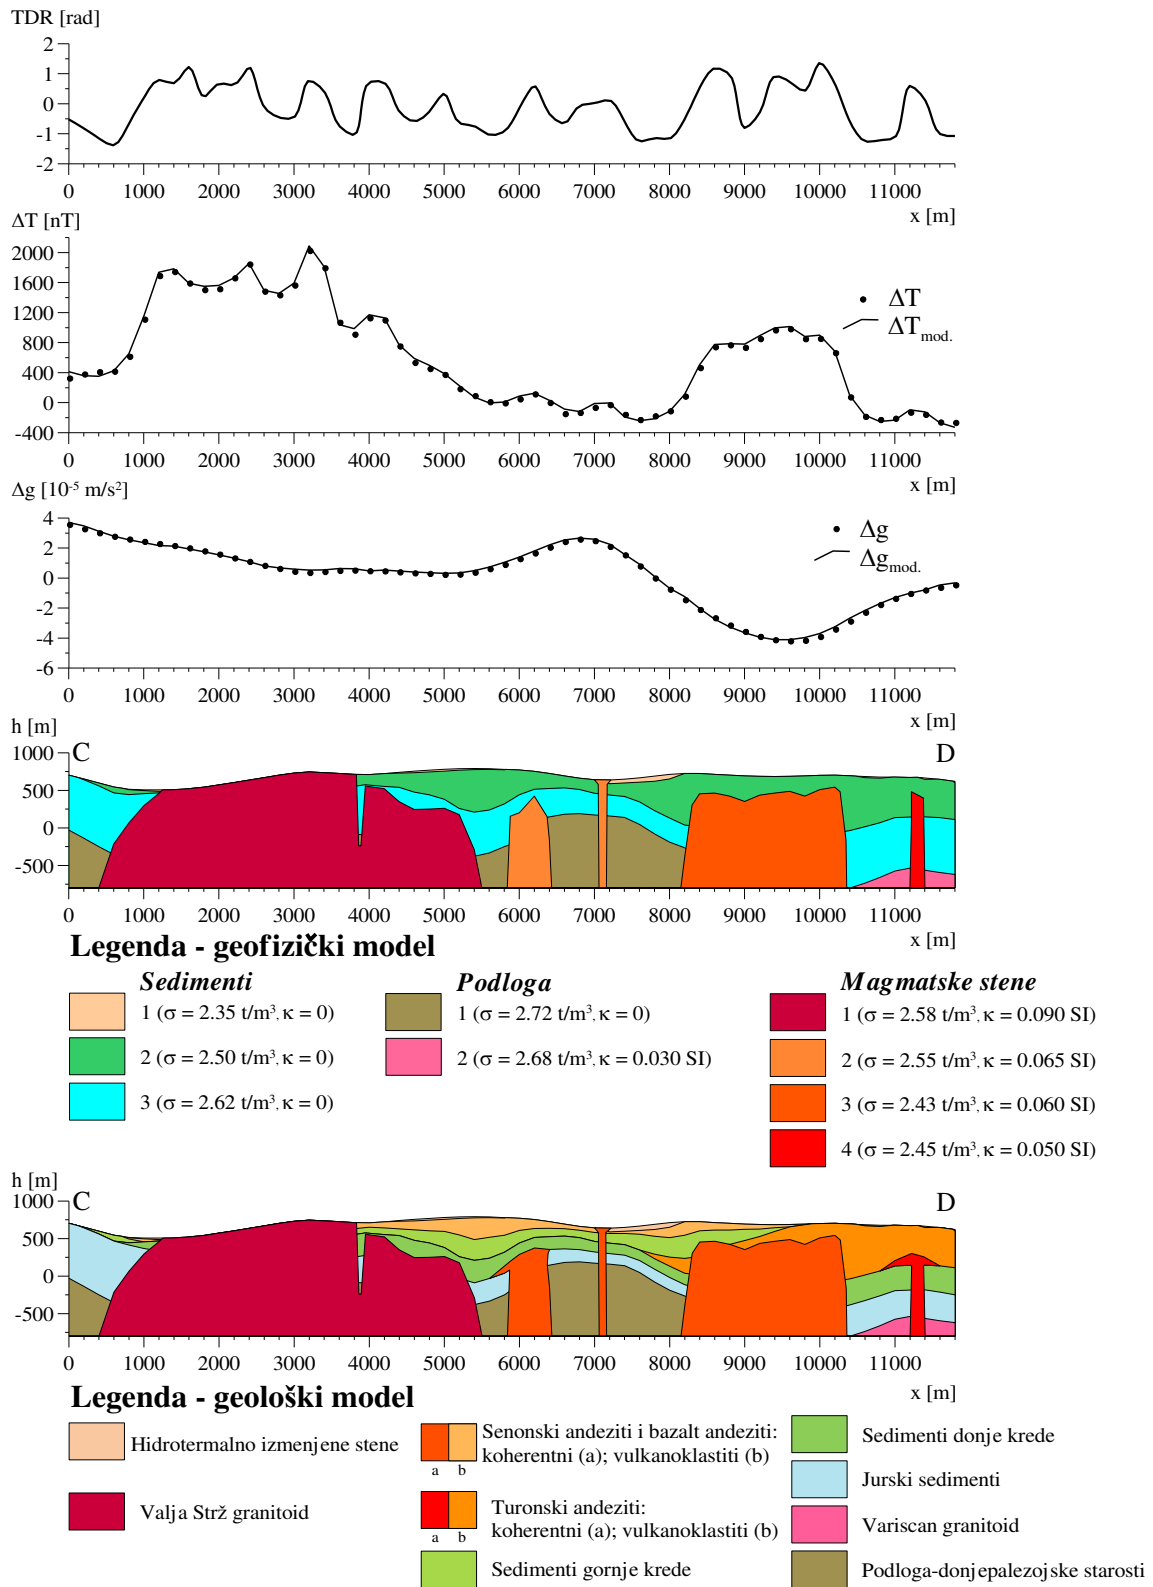 TDR [rad]
2
1
0
-1
-2
0 1000 2000 3000 4000 5000 6000 7000 8000 9000 10000 11000
x [m]
ΔT [nT]
2000
1600
1200
800
400
0
-400
ΔT
ΔTmod.
0 1000 2000 3000 4000 5000 6000 7000 8000 9000 10000 11000
x [m]
Δg [10⁻⁵ m/s²]
4
2
0
-2
-4
-6
Δg
Δgmod.
0 1000 2000 3000 4000 5000 6000 7000 8000 9000 10000 11000
x [m]
h [m]
C D
1000
500
0
-500
0 1000 2000 3000 4000 5000 6000 7000 8000 9000 10000 11000
x [m]
Legenda - geofizički model
Sedimenti
1 (σ = 2.35 t/m³, κ = 0)
2 (σ = 2.50 t/m³, κ = 0)
3 (σ = 2.62 t/m³, κ = 0)
Podloga
1 (σ = 2.72 t/m³, κ = 0)
2 (σ = 2.68 t/m³, κ = 0.030 SI)
Magmatske stene
1 (σ = 2.58 t/m³, κ = 0.090 SI)
2 (σ = 2.55 t/m³, κ = 0.065 SI)
3 (σ = 2.43 t/m³, κ = 0.060 SI)
4 (σ = 2.45 t/m³, κ = 0.050 SI)
h [m]
C D
1000
500
0
-500
0 1000 2000 3000 4000 5000 6000 7000 8000 9000 10000 11000
x [m]
Legenda - geološki model
Hidrotermalno izmenjene stene
Valja Strž granitoid
Senonski andeziti i bazalt andeziti:
koherentni (a); vulkanoklastiti (b)
a b
Turonski andeziti:
koherentni (a); vulkanoklastiti (b)
a b
Sedimenti gornje krede
Sedimenti donje krede
Jurski sedimenti
Variscan granitoid
Podloga-donjepalezojske starosti